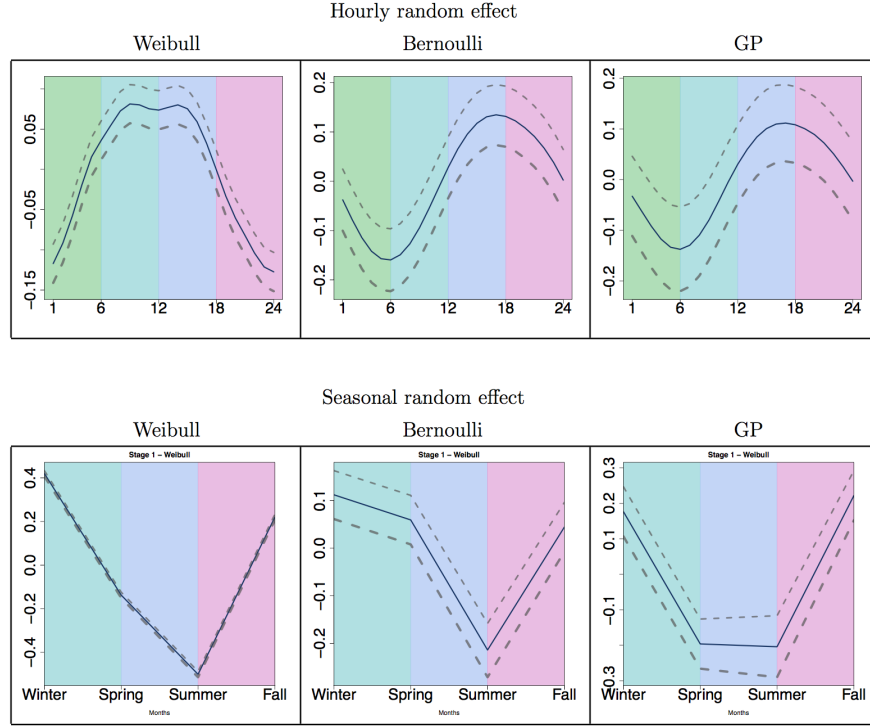 Hourly random effect
Weibull Bernoulli GP
0.05
−0.05
−0.15
1 6 12 18 24
0.2
0.1
0.0
−0.1
−0.2
1 6 12 18 24
0.2
0.1
0.0
−0.1
−0.2
1 6 12 18 24
Seasonal random effect
Weibull Bernoulli GP
Stage 1 – Weibull
0.4
0.2
0.0
−0.2
−0.4
Winter Spring Summer Fall
Months
Stage 1 – Weibull
0.1
0.0
−0.2
Winter Spring Summer Fall
Months
Stage 1 – Weibull
0.3
0.1
−0.1
−0.3
Winter Spring Summer Fall
Months